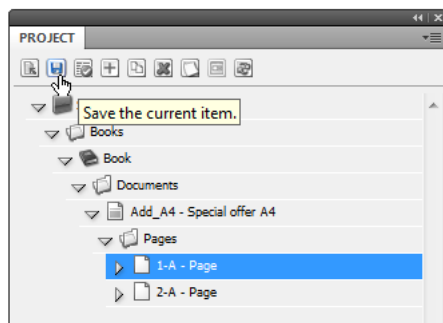 PROJECT
Save the current item.
Books
Book
Documents
Add_A4 - Special offer A4
Pages
1-A - Page
2-A - Page